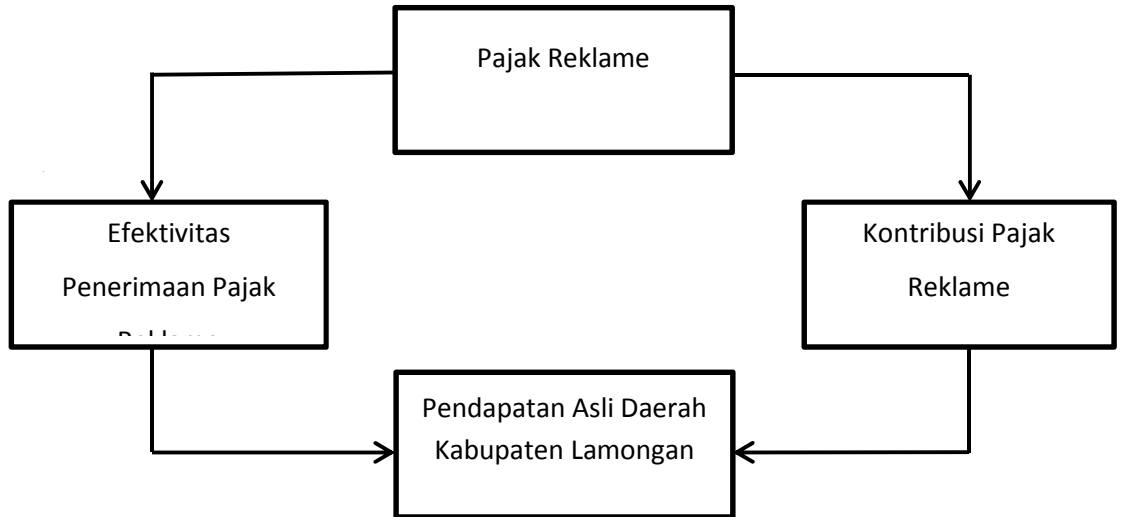 Pajak Reklame
Efektivitas
Penerimaan Pajak
Kontribusi Pajak
Reklame
Pendapatan Asli Daerah
Kabupaten Lamongan